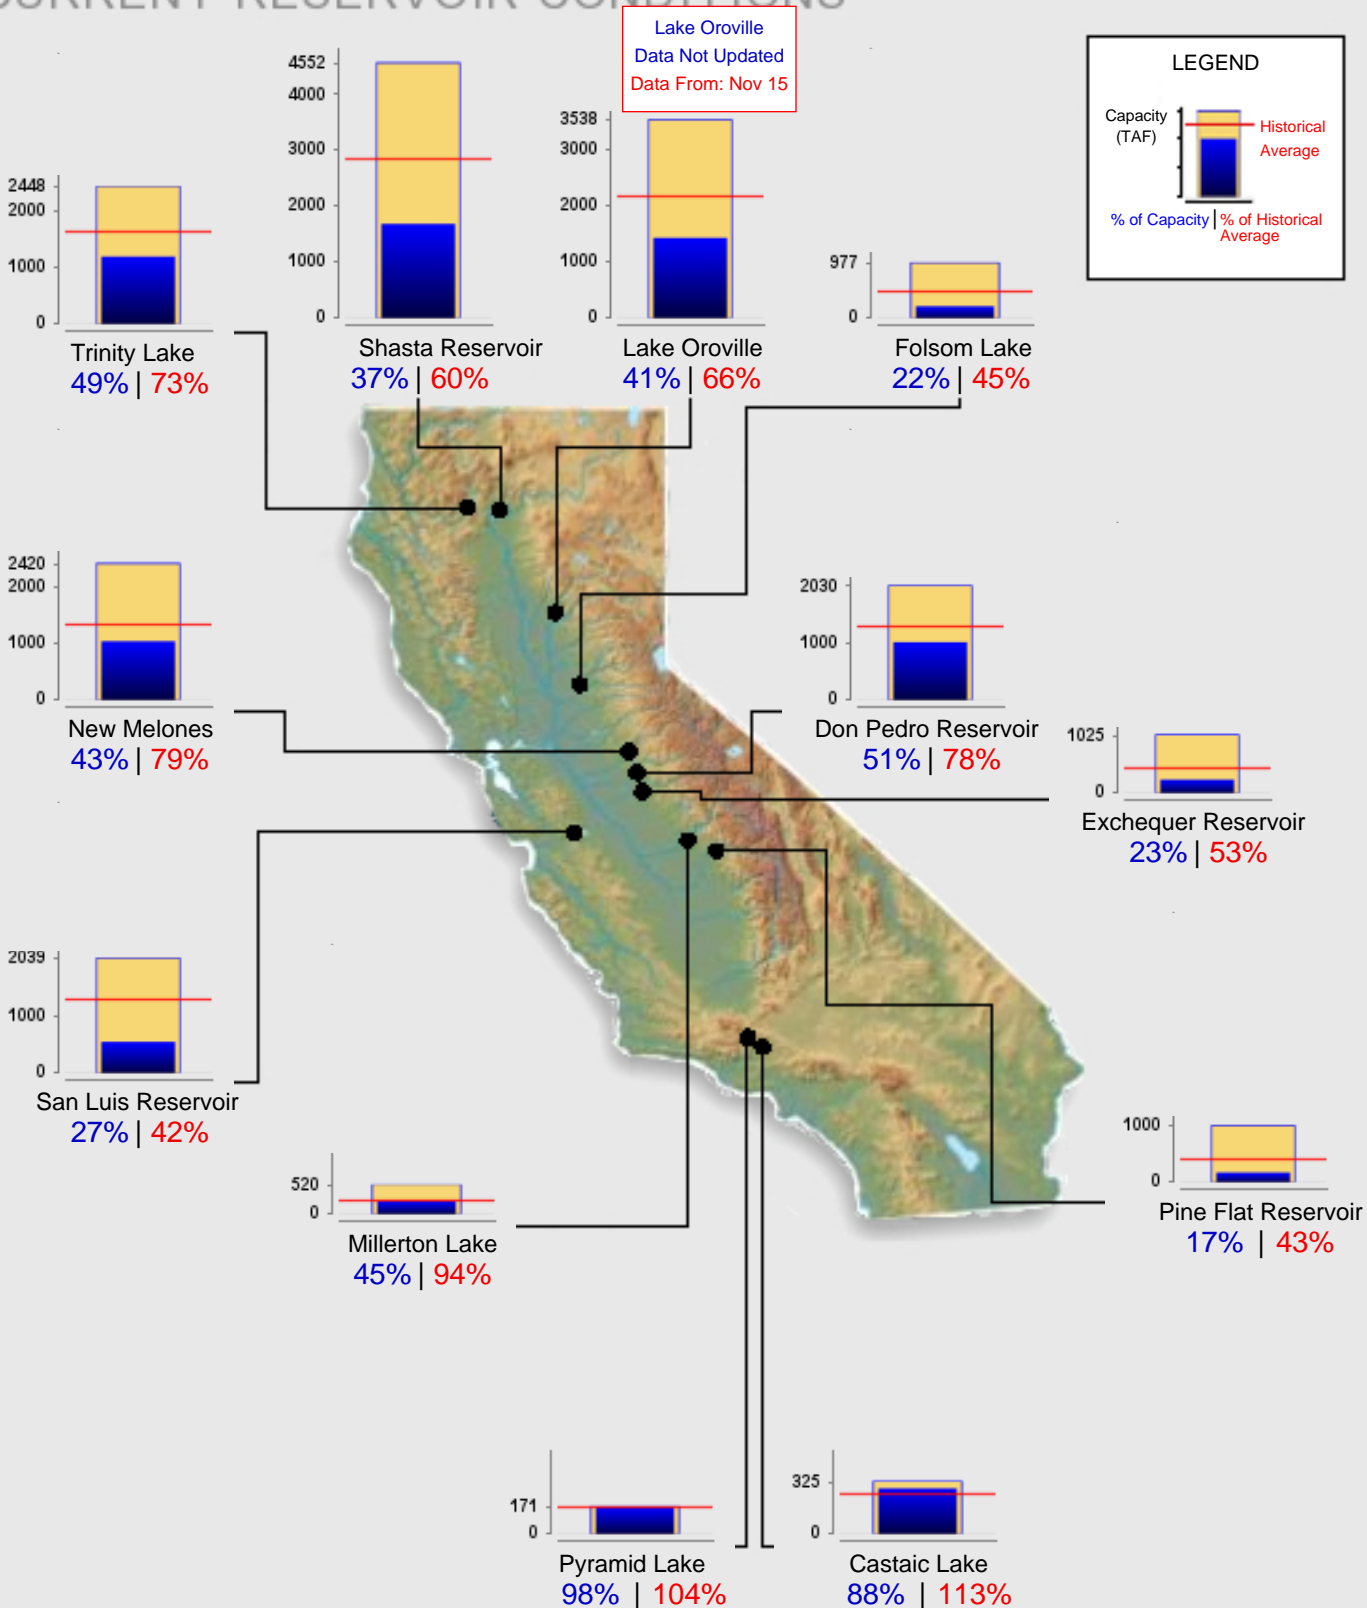 CURRENT RESERVOIR CONDITIONS
Lake Oroville
Data Not Updated
Data From: Nov 15
LEGEND
Capacity
(TAF)
Historical
Average
% of Capacity | % of Historical
Average
2448
2000
1000
0
Trinity Lake
49% | 73%
4552
4000
3000
2000
1000
0
Shasta Reservoir
37% | 60%
3538
3000
2000
1000
0
Lake Oroville
41% | 66%
977
0
Folsom Lake
22% | 45%
2420
2000
1000
0
New Melones
43% | 79%
2030
1000
0
Don Pedro Reservoir
51% | 78%
1025
0
Exchequer Reservoir
23% | 53%
2039
1000
0
San Luis Reservoir
27% | 42%
520
0
Millerton Lake
45% | 94%
1000
0
Pine Flat Reservoir
17% | 43%
171
0
Pyramid Lake
98% | 104%
325
0
Castaic Lake
88% | 113%